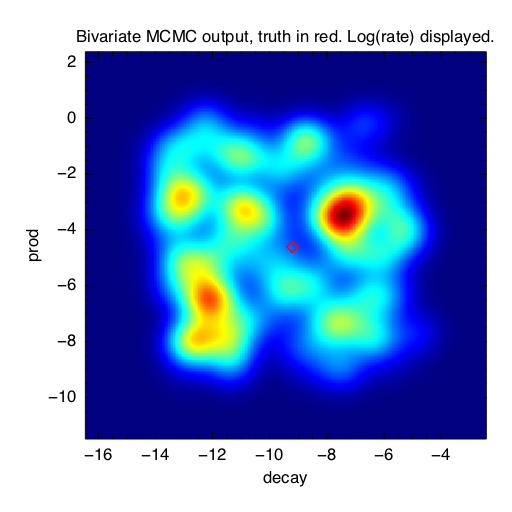 Bivariate MCMC output, truth in red. Log(rate) displayed.
2
0
−2
−4
−6
−8
−10
prod
−16 −14 −12 −10 −8 −6 −4
decay